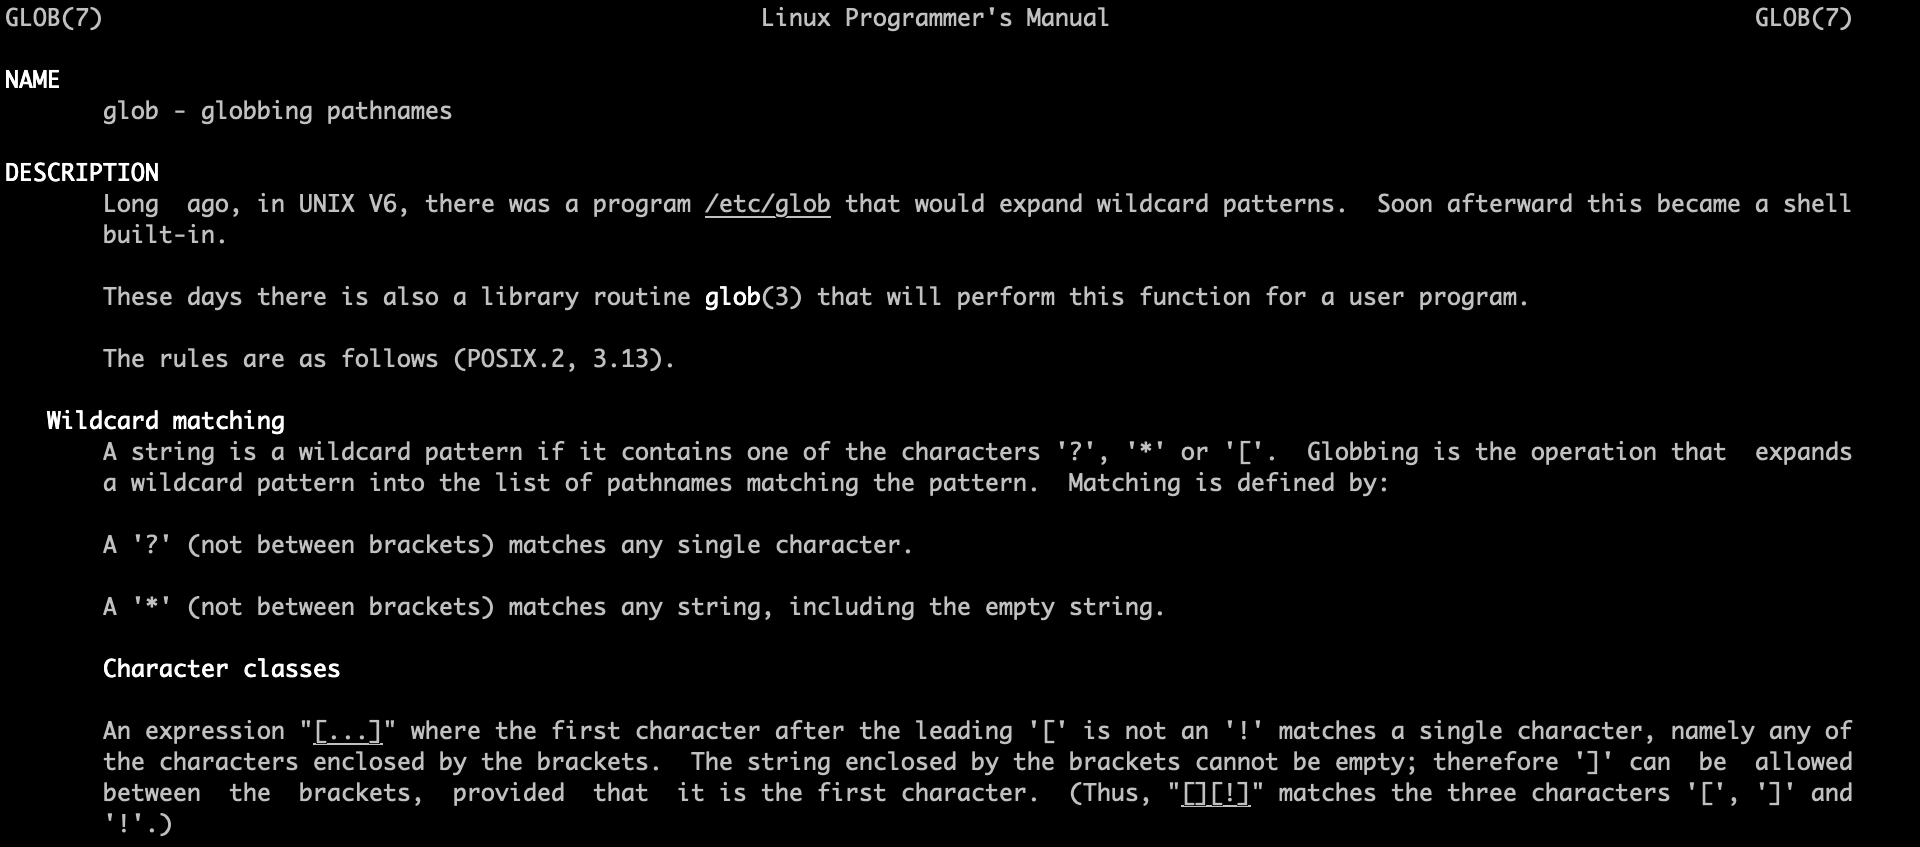 GLOB(7) Linux Programmer's Manual GLOB(7)
NAME
glob - globbing pathnames
DESCRIPTION
Long  ago, in UNIX V6, there was a program /etc/glob that would expand wildcard patterns.  Soon afterward this became a shell
built-in.
These days there is also a library routine glob(3) that will perform this function for a user program.
The rules are as follows (POSIX.2, 3.13).
Wildcard matching
A string is a wildcard pattern if it contains one of the characters '?', '*' or '['.  Globbing is the operation that  expands
a wildcard pattern into the list of pathnames matching the pattern.  Matching is defined by:
A '?' (not between brackets) matches any single character.
A '*' (not between brackets) matches any string, including the empty string.
Character classes
An expression "[...]" where the first character after the leading '[' is not an '!' matches a single character, namely any of
the characters enclosed by the brackets.  The string enclosed by the brackets cannot be empty; therefore ']' can  be  allowed
between  the  brackets,  provided  that  it is the first character.  (Thus, "[][!]" matches the three characters '[', ']' and
'!'.)